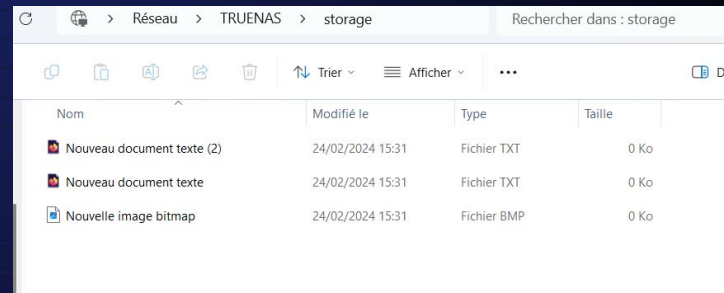 Réseau > TRUENAS > storage
Rechercher dans : storage
Trier
Afficher
D
Nom Modifié le Type Taille
Nouveau document texte (2) 24/02/2024 15:31 Fichier TXT 0 Ko
Nouveau document texte 24/02/2024 15:31 Fichier TXT 0 Ko
Nouvelle image bitmap 24/02/2024 15:31 Fichier BMP 0 Ko